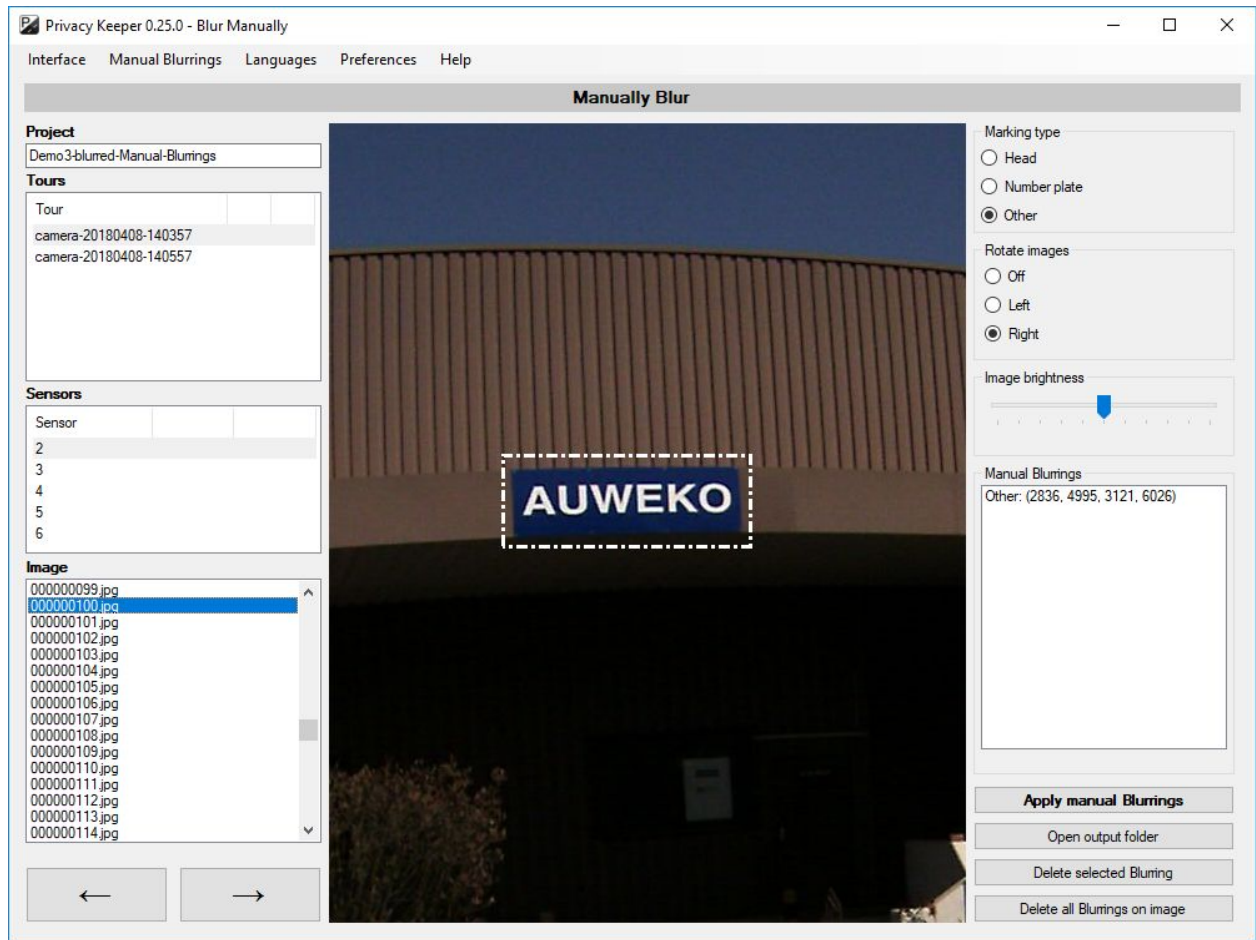 Privacy Keeper 0.25.0 - Blur Manually
Interface Manual Blurrings Languages Preferences Help
Manually Blur
Project
Demo3-blurred-Manual-Blurrings
Tours
Tour
camera-20180408-140357
camera-20180408-140557
Sensors
Sensor
2
3
4
5
6
Image
000000099.jpg
000000100.jpg
000000101.jpg
000000102.jpg
000000103.jpg
000000104.jpg
000000105.jpg
000000106.jpg
000000107.jpg
000000108.jpg
000000109.jpg
000000110.jpg
000000111.jpg
000000112.jpg
000000113.jpg
000000114.jpg
← →
AUWEKO
Marking type
Head
Number plate
Other
Rotate images
Off
Left
Right
Image brightness
Manual Blurrings
Other: (2836, 4995, 3121, 6026)
Apply manual Blurrings
Open output folder
Delete selected Blurring
Delete all Blurrings on image